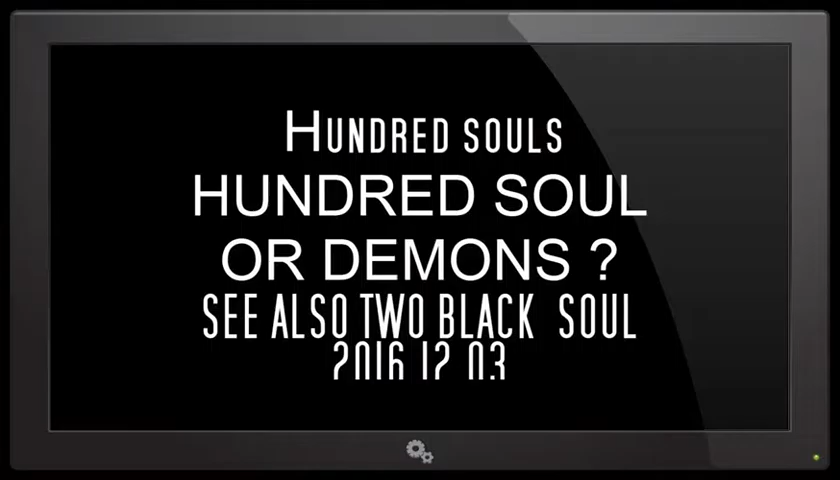 Hundred souls
HUNDRED SOUL
OR DEMONS ?
SEE ALSO TWO BLACK SOUL
2016 12 03